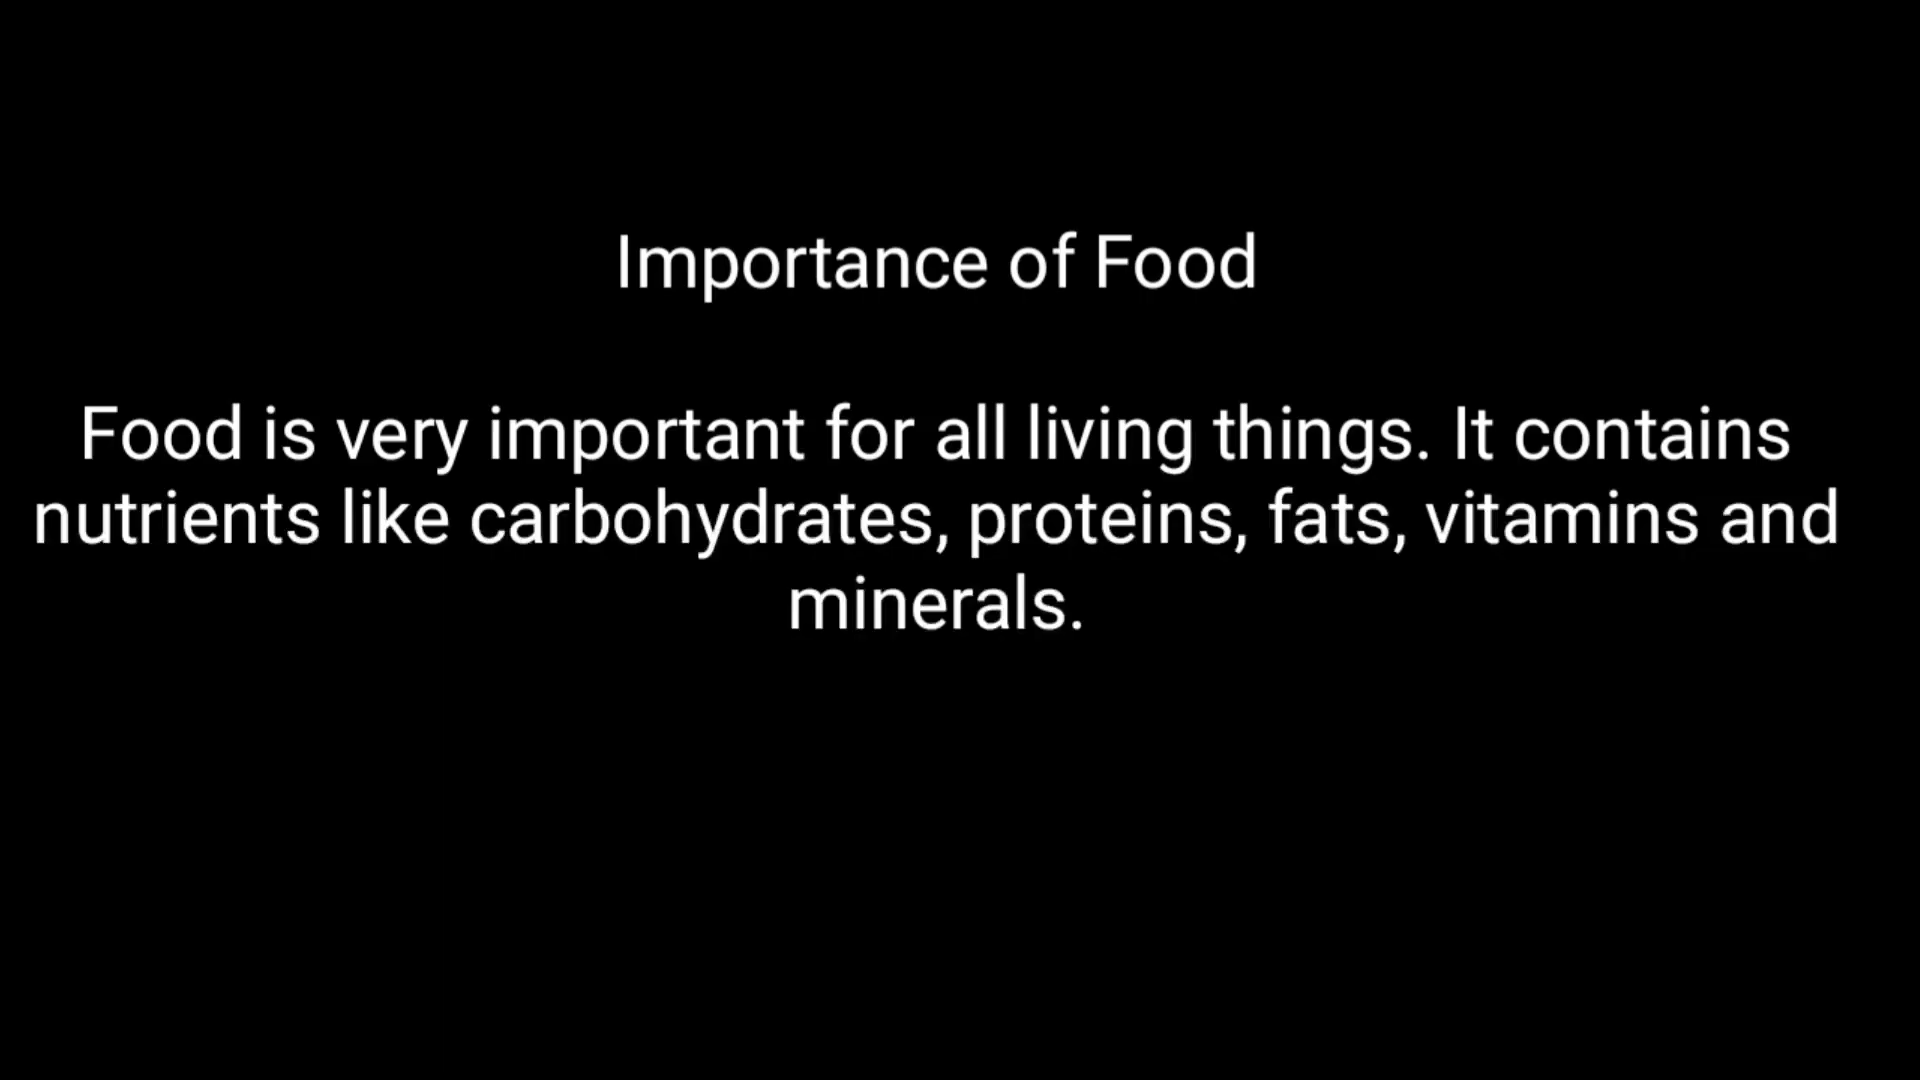 Importance of Food
Food is very important for all living things. It contains
nutrients like carbohydrates, proteins, fats, vitamins and
minerals.